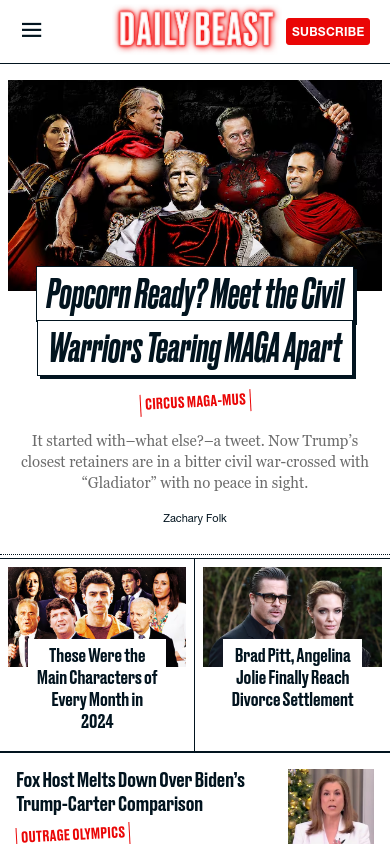 DAILY BEAST
SUBSCRIBE
Popcorn Ready? Meet the Civil
Warriors Tearing MAGA Apart
CIRCUS MAGA-MUS
It started with–what else?–a tweet. Now Trump’s
closest retainers are in a bitter civil war-crossed with
“Gladiator” with no peace in sight.
Zachary Folk
These Were the
Main Characters of
Every Month in
2024
Brad Pitt, Angelina
Jolie Finally Reach
Divorce Settlement
Fox Host Melts Down Over Biden’s
Trump-Carter Comparison
OUTRAGE OLYMPICS